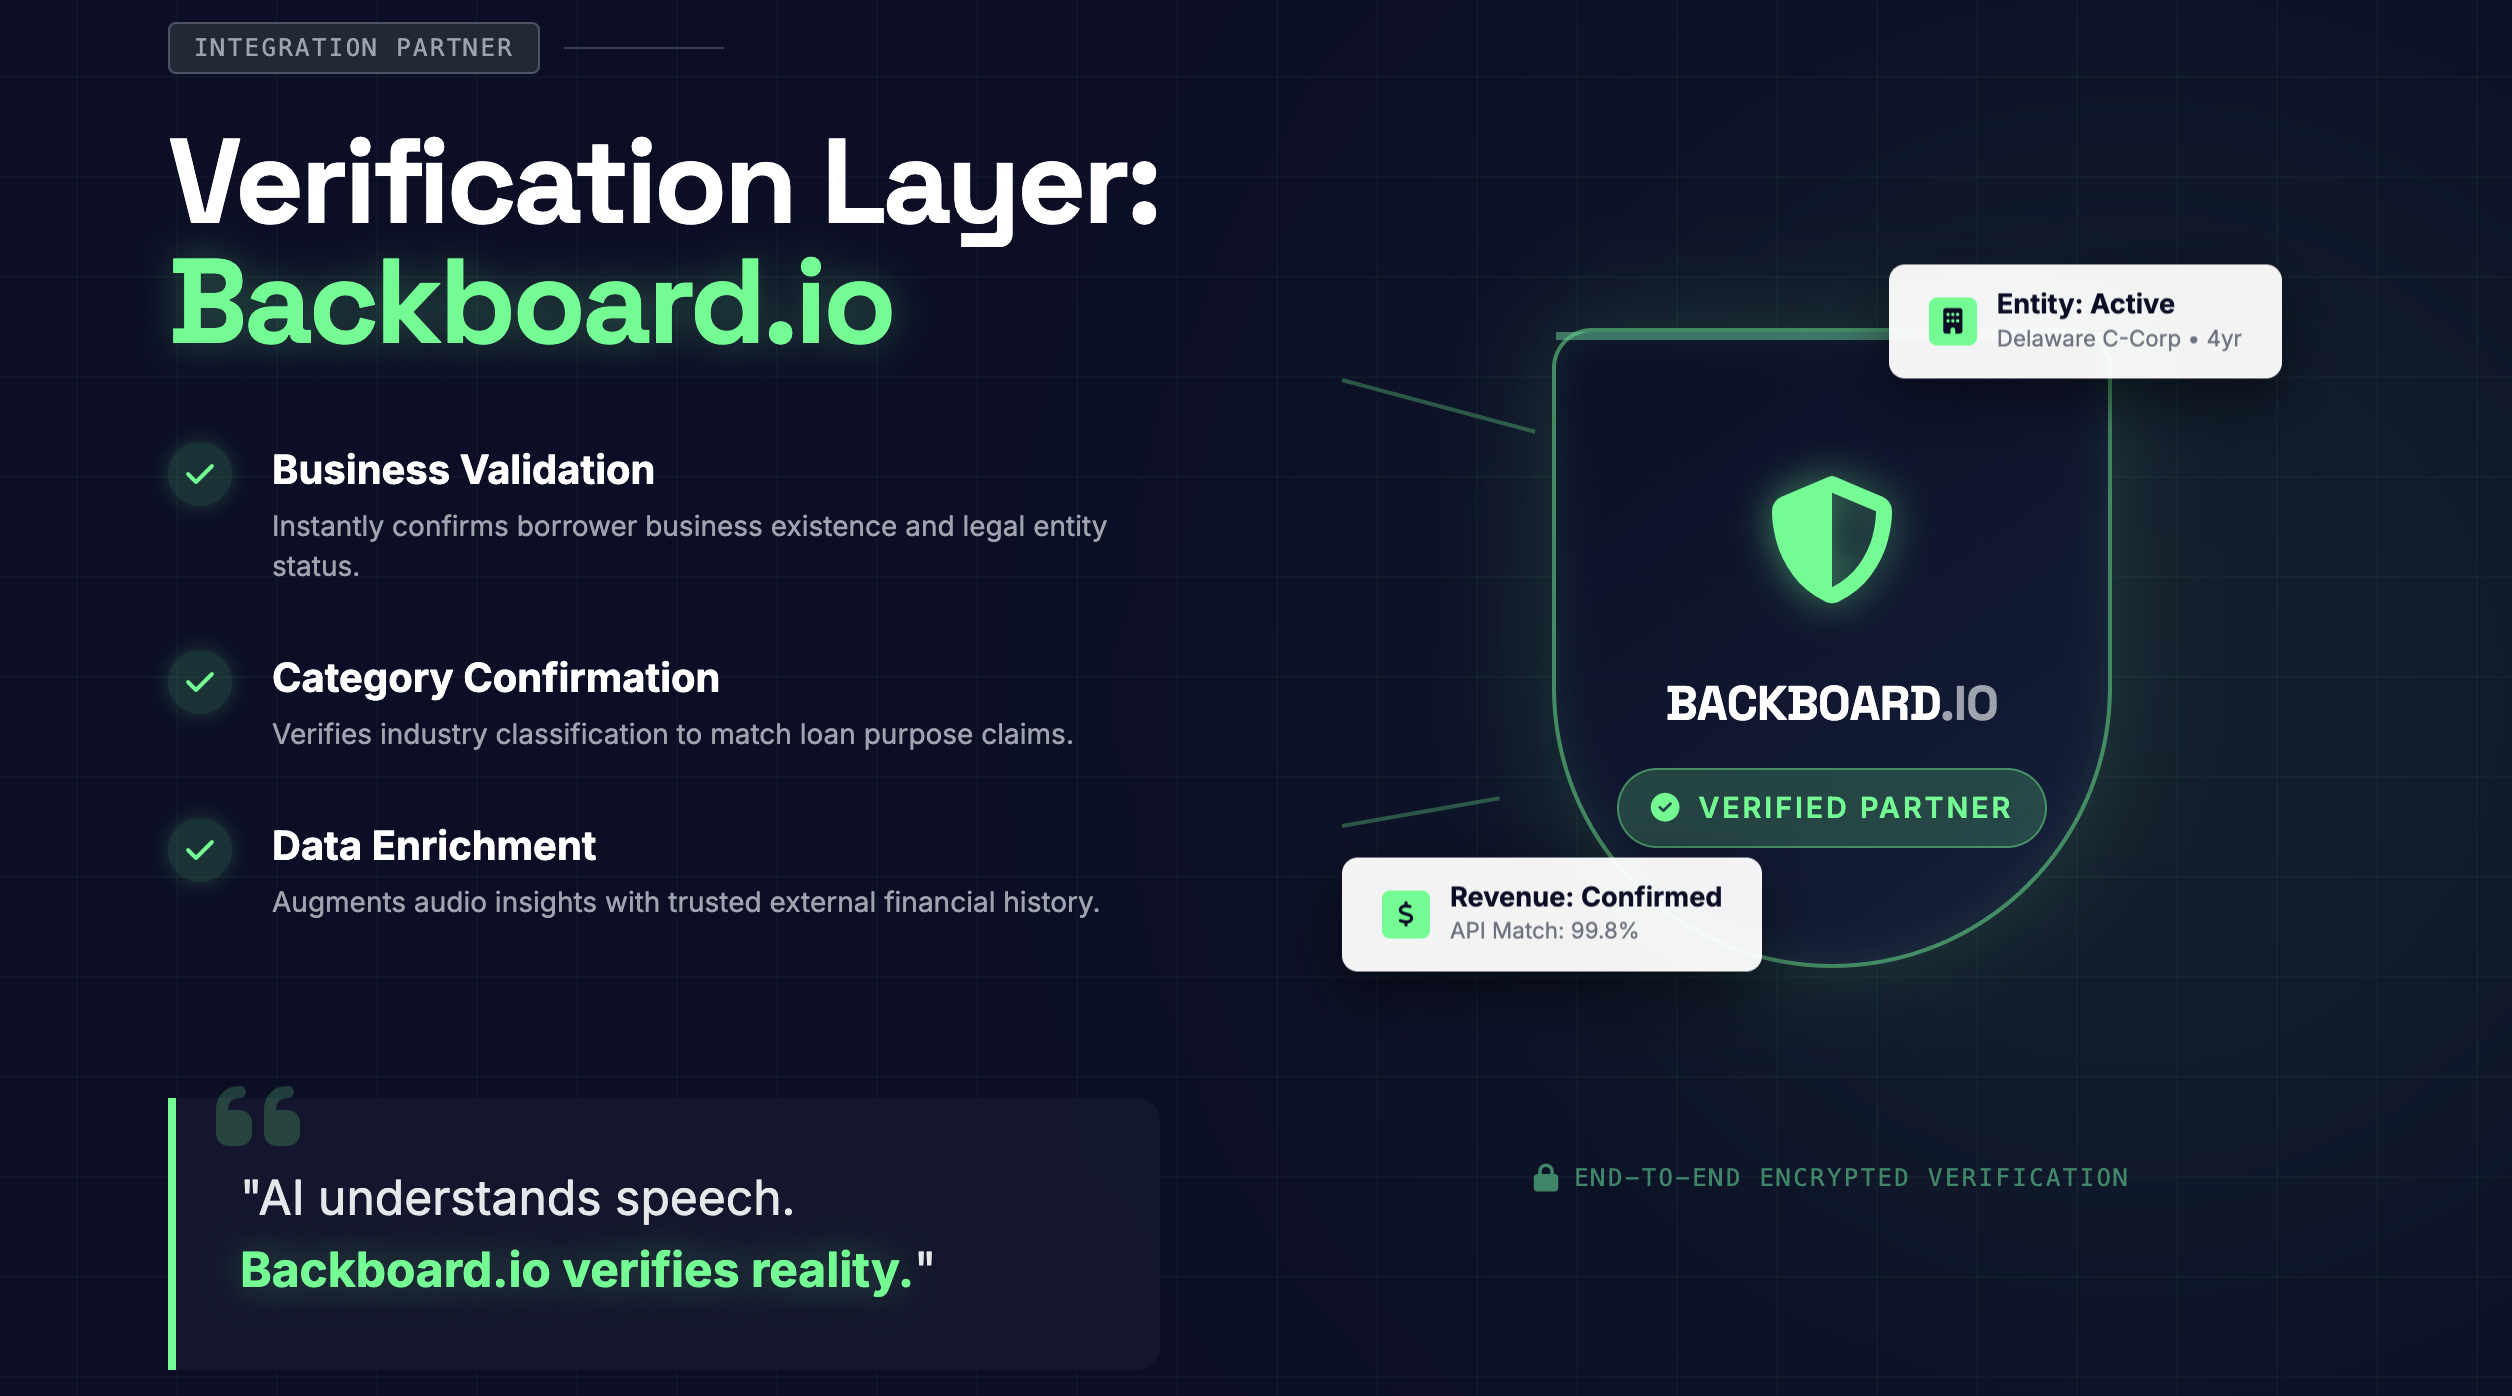 INTEGRATION PARTNER
Verification Layer:
Backboard.io
Business Validation
Instantly confirms borrower business existence and legal entity
status.
Category Confirmation
Verifies industry classification to match loan purpose claims.
Data Enrichment
Augments audio insights with trusted external financial history.
"AI understands speech.
Backboard.io verifies reality."
Entity: Active
Delaware C-Corp • 4yr
BACKBOARD.IO
VERIFIED PARTNER
Revenue: Confirmed
API Match: 99.8%
END-TO-END ENCRYPTED VERIFICATION